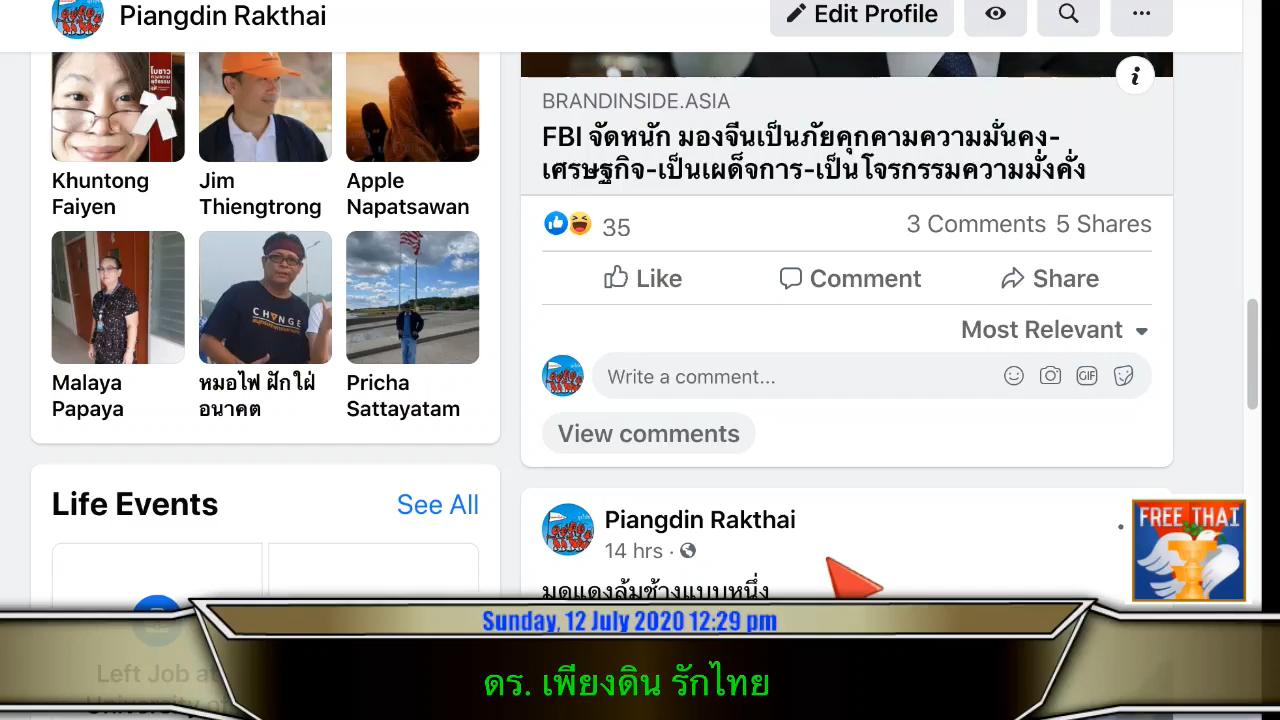 Piangdin Rakthai
Edit Profile
Khuntong
Faiyen
Jim
Thiengtrong
Apple
Napatsawan
Malaya
Papaya
หมอไฟ ฝักใฝ่
อนาคต
Pricha
Sattayatam
CHANGE
Life Events
See All
Left Job at
University of
BRANDINSIDE.ASIA
FBI จัดหนัก มองจีนเป็นภัยคุกคามความมั่นคง-
เศรษฐกิจ-เป็นเผด็จการ-เป็นโจรกรรมความมั่งคั่ง
35
3 Comments 5 Shares
Like
Comment
Share
Most Relevant
Write a comment...
GIF
View comments
Piangdin Rakthai
14 hrs ·
มดแดงล้มช้างแบบหนึ่ง
FREE THAI
Sunday, 12 July 2020 12:29 pm
ดร. เพียงดิน รักไทย